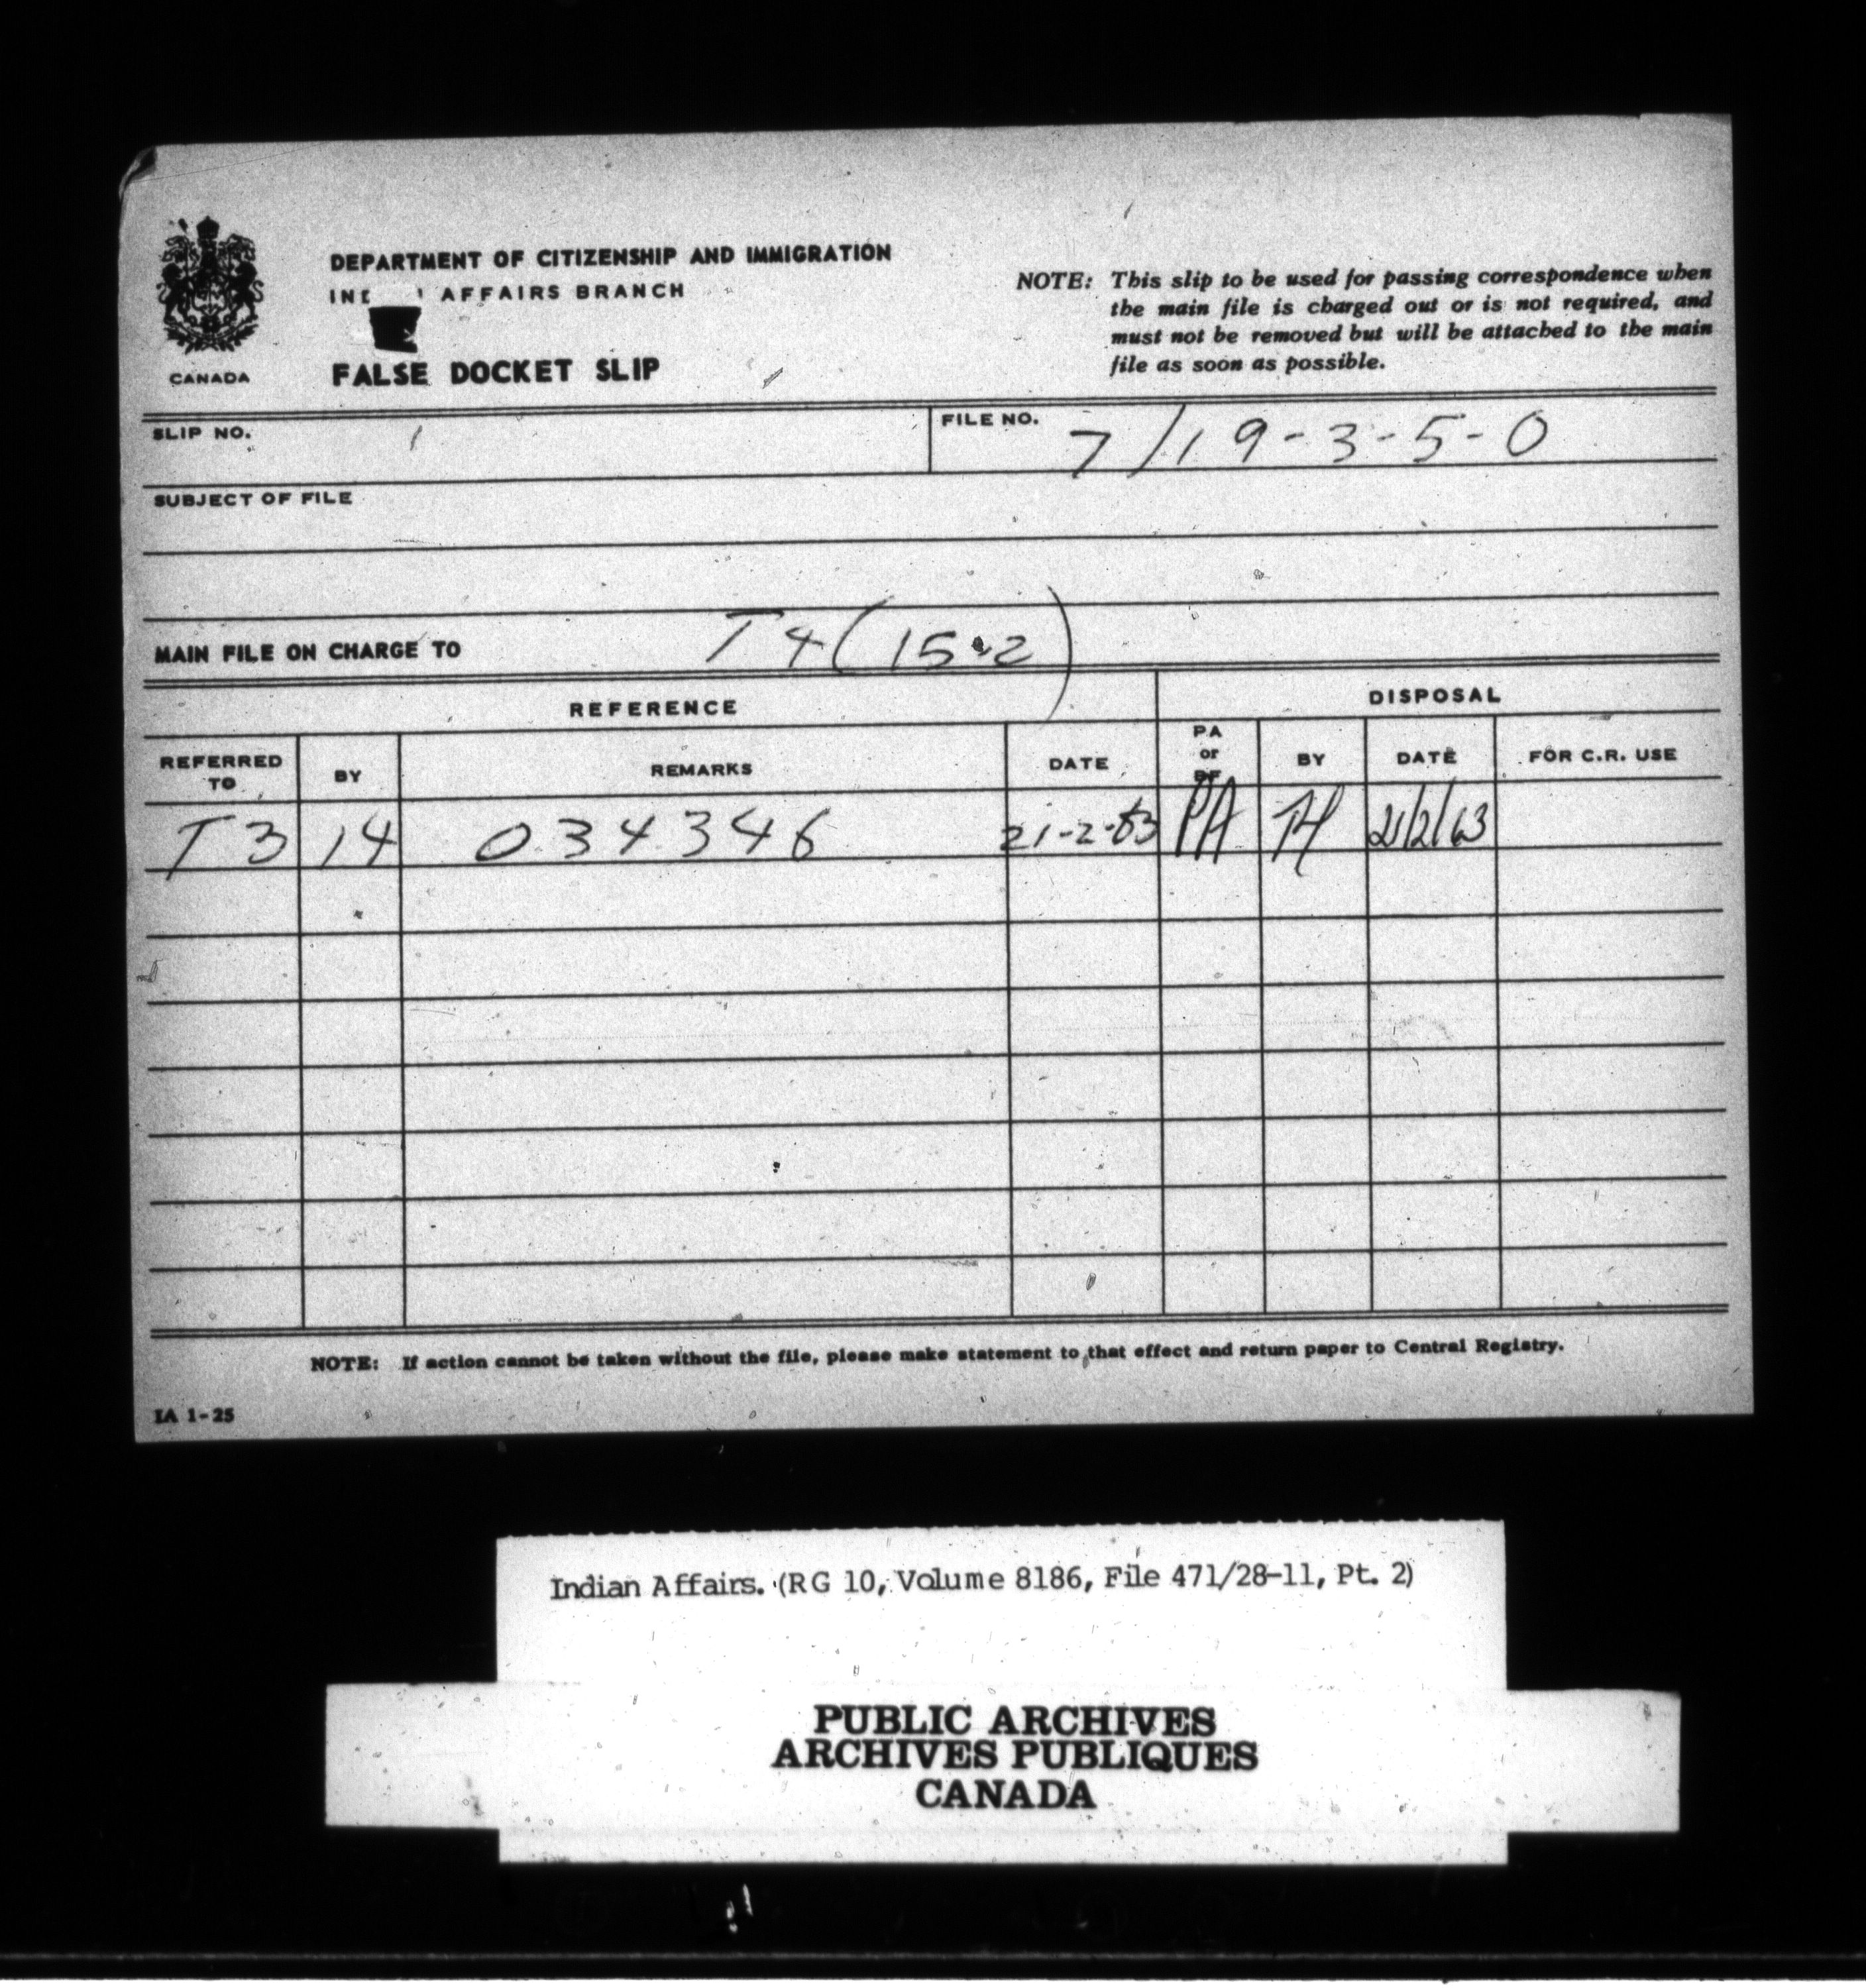 DEPARTMENT OF CITIZENSHIP AND IMMIGRATION
AFFAIRS BRANCH
FALSE DOCKET SLIP
CANADA
NOTE: This slip to be used for passing correspondence when
the main file is charged out or is not required, and
must not be removed but will be attached to the main
file as soon as possible.
SLIP NO. 1
FILE NO. 7/19-3-5-0
SUBJECT OF FILE
MAIN FILE ON CHARGE TO T4 (15-2)
REFERENCE DISPOSAL
REFERRED TO BY REMARKS DATE PA or BF BY DATE FOR C.R. USE
T3 14 034346 21-2-63 PA 21/2/63
NOTE: If action cannot be taken without the file, please make statement to that effect and return paper to Central Registry.
IA 1-25
Indian Affairs. (RG 10, Volume 8186, File 471/28-11, Pt. 2)
PUBLIC ARCHIVES
ARCHIVES PUBLIQUES
CANADA